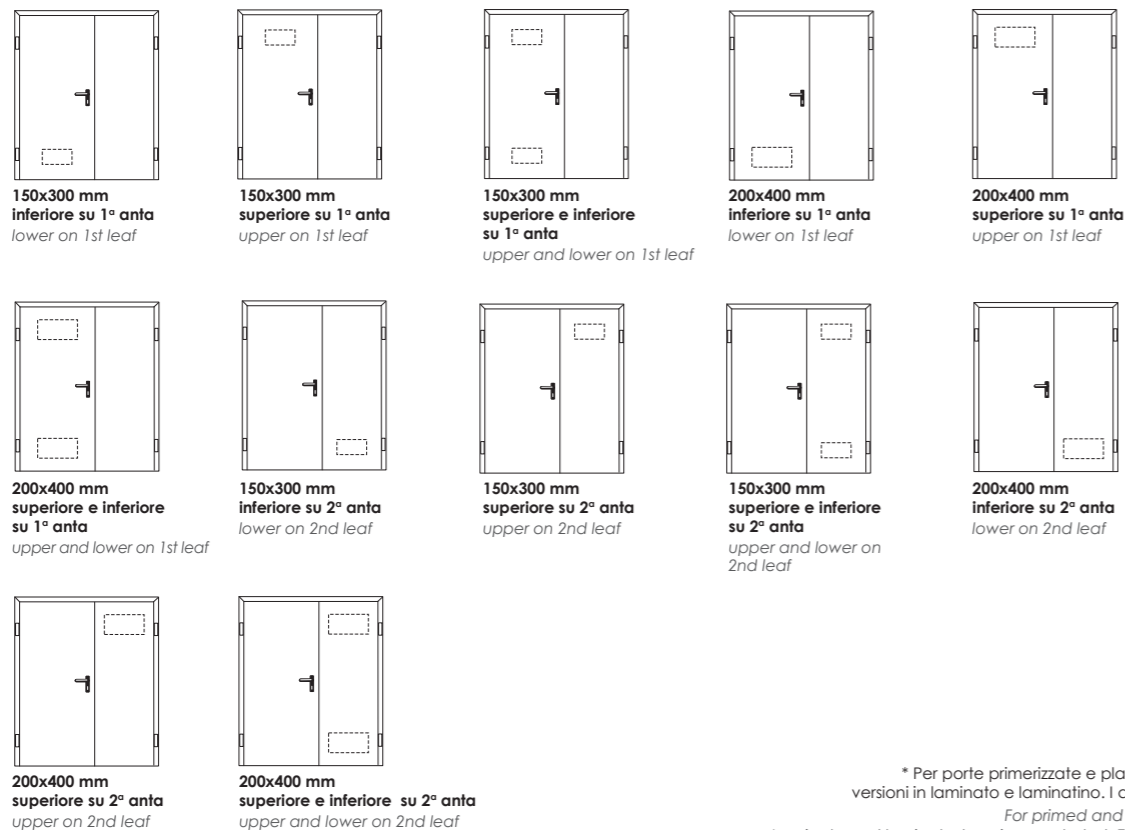 150x300 mm
inferiore su 1ª anta
lower on 1st leaf
150x300 mm
superiore su 1ª anta
upper on 1st leaf
150x300 mm
superiore e inferiore
su 1ª anta
upper and lower on 1st leaf
200x400 mm
inferiore su 1ª anta
lower on 1st leaf
200x400 mm
superiore su 1ª anta
upper on 1st leaf
200x400 mm
superiore e inferiore
su 1ª anta
upper and lower on 1st leaf
150x300 mm
inferiore su 2ª anta
lower on 2nd leaf
150x300 mm
superiore su 2ª anta
upper on 2nd leaf
150x300 mm
superiore e inferiore
su 2ª anta
upper and lower on
2nd leaf
200x400 mm
inferiore su 2ª anta
lower on 2nd leaf
200x400 mm
superiore su 2ª anta
upper on 2nd leaf
200x400 mm
superiore e inferiore su 2ª anta
upper and lower on 2nd leaf
* Per porte primerizzate e pla
versioni in laminato e laminatino. I
For primed and